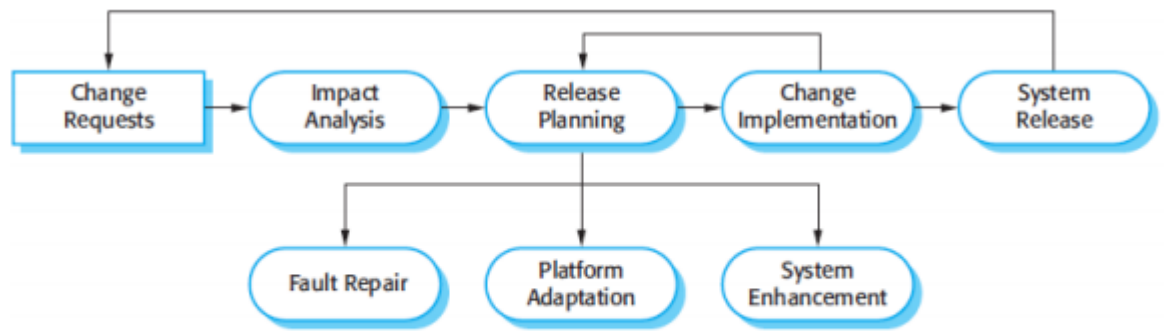 Change
Requests
Impact
Analysis
Release
Planning
Change
Implementation
System
Release
Fault Repair
Platform
Adaptation
System
Enhancement